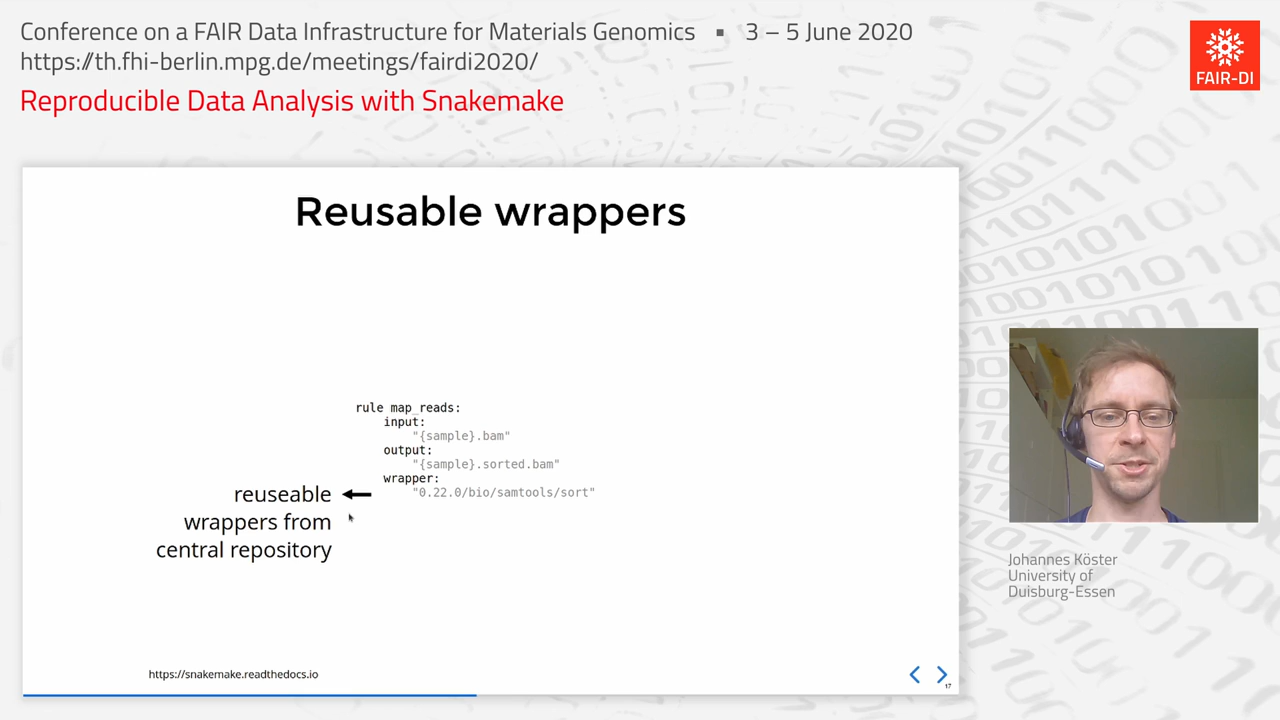 Conference on a FAIR Data Infrastructure for Materials Genomics ▪ 3 – 5 June 2020
https://th.fhi-berlin.mpg.de/meetings/fairdi2020/
Reproducible Data Analysis with Snakemake
FAIR-DI
Reusable wrappers
rule map_reads:
input:
"{sample}.bam"
output:
"{sample}.sorted.bam"
wrapper:
"0.22.0/bio/samtools/sort"
reuseable
wrappers from
central repository
https://snakemake.readthedocs.io
17
Johannes Köster
University of
Duisburg-Essen